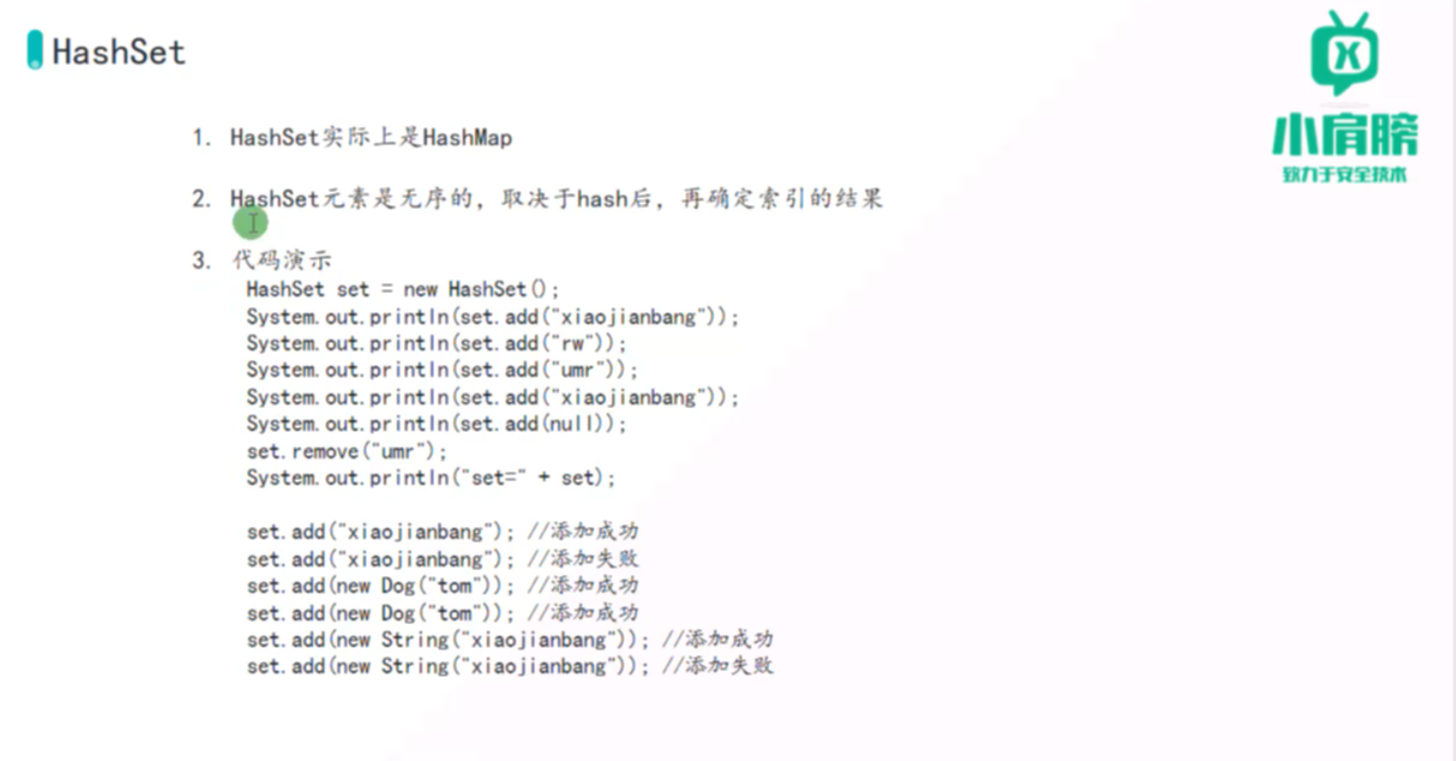 HashSet
小肩膀
致力于安全技术
1. HashSet实际上是HashMap
2. HashSet元素是无序的，取决于hash后，再确定索引的结果
3. 代码演示
HashSet set = new HashSet();
System.out.println(set.add("xiaojianbang"));
System.out.println(set.add("rw"));
System.out.println(set.add("umr"));
System.out.println(set.add("xiaojianbang"));
System.out.println(set.add(null));
set.remove("umr");
System.out.println("set=" + set);
set.add("xiaojianbang"); //添加成功
set.add("xiaojianbang"); //添加失败
set.add(new Dog("tom")); //添加成功
set.add(new Dog("tom")); //添加成功
set.add(new String("xiaojianbang")); //添加成功
set.add(new String("xiaojianbang")); //添加失败